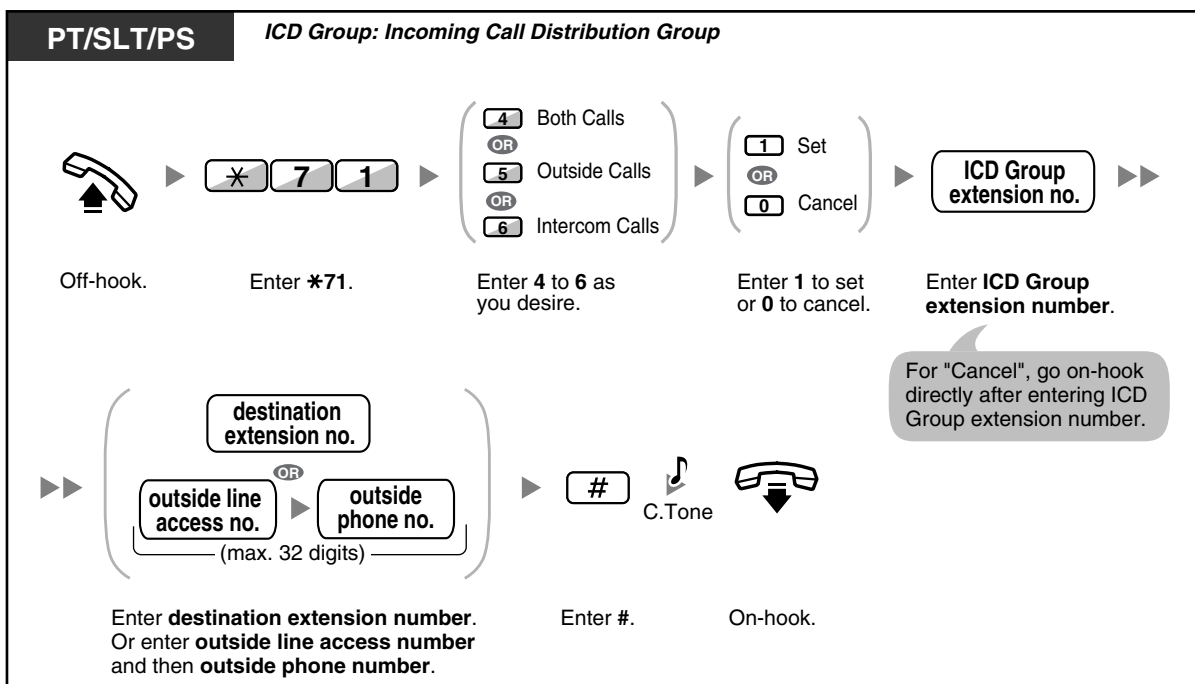 PT/SLT/PS
ICD Group: Incoming Call Distribution Group
4 Both Calls
OR
5 Outside Calls
OR
6 Intercom Calls
1 Set
OR
0 Cancel
* 7 1
ICD Group
extension no.
Off-hook.
Enter *71.
Enter 4 to 6 as
you desire.
Enter 1 to set
or 0 to cancel.
Enter ICD Group
extension number.
For "Cancel", go on-hook
directly after entering ICD
Group extension number.
destination
extension no.
OR
outside line
access no.
outside
phone no.
(max. 32 digits)
#
C.Tone
Enter destination extension number.
Or enter outside line access number
and then outside phone number.
Enter #.
On-hook.